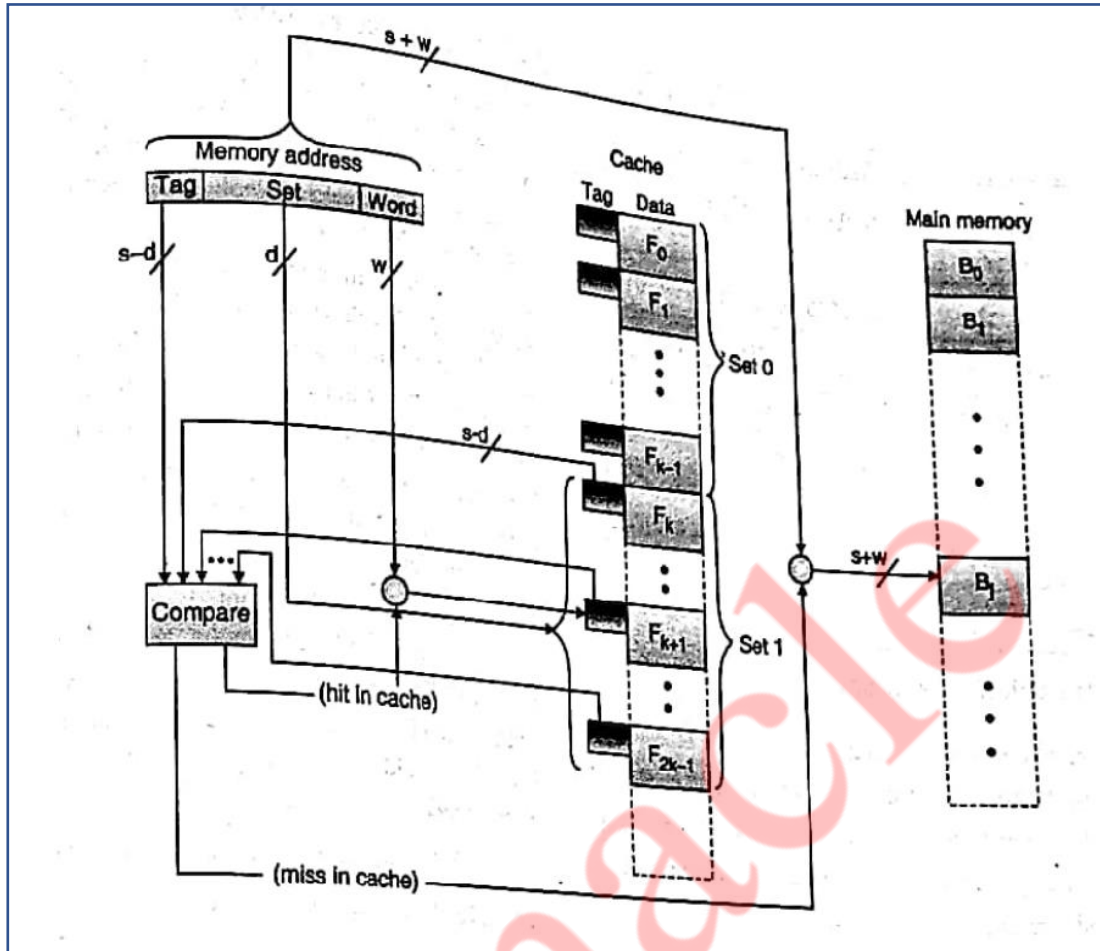 s + w
Memory address
Tag Set Word
s-d d w
Cache
Tag Data
F0
F1
Set 0
Fk-1
s-d
Fk
Fk+1
Set 1
F2k-1
Main memory
B0
B1
s+w
Bj
Compare
(hit in cache)
(miss in cache)